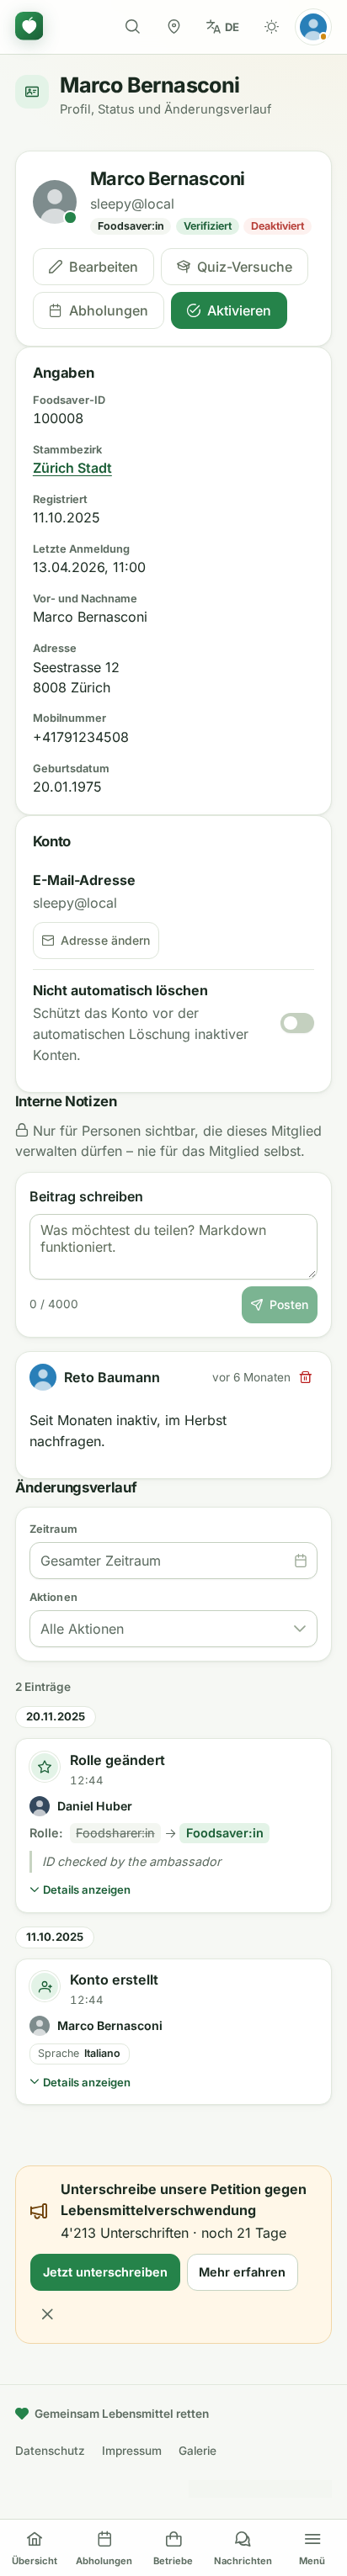 DE
Marco Bernasconi
Profil, Status und Änderungsverlauf
Marco Bernasconi
sleepy@local
Foodsaver:in Verifiziert Deaktiviert
Bearbeiten Quiz-Versuche
Abholungen Aktivieren
Angaben
Foodsaver-ID
100008
Stammbezirk
Zürich Stadt
Registriert
11.10.2025
Letzte Anmeldung
13.04.2026, 11:00
Vor- und Nachname
Marco Bernasconi
Adresse
Seestrasse 12
8008 Zürich
Mobilnummer
+41791234508
Geburtsdatum
20.01.1975
Konto
E-Mail-Adresse
sleepy@local
Adresse ändern
Nicht automatisch löschen
Schützt das Konto vor der
automatischen Löschung inaktiver
Konten.
Interne Notizen
Nur für Personen sichtbar, die dieses Mitglied
verwalten dürfen – nie für das Mitglied selbst.
Beitrag schreiben
Was möchtest du teilen? Markdown
funktioniert.
0 / 4000 Posten
Reto Baumann vor 6 Monaten
Seit Monaten inaktiv, im Herbst
nachfragen.
Änderungsverlauf
Zeitraum
Gesamter Zeitraum
Aktionen
Alle Aktionen
2 Einträge
20.11.2025
Rolle geändert
12:44
Daniel Huber
Rolle: Foodsharer:in → Foodsaver:in
ID checked by the ambassador
Details anzeigen
11.10.2025
Konto erstellt
12:44
Marco Bernasconi
Sprache Italiano
Details anzeigen
Unterschreibe unsere Petition gegen
Lebensmittelverschwendung
4'213 Unterschriften · noch 21 Tage
Jetzt unterschreiben Mehr erfahren
Gemeinsam Lebensmittel retten
Datenschutz Impressum Galerie
Übersicht Abholungen Betriebe Nachrichten Menü